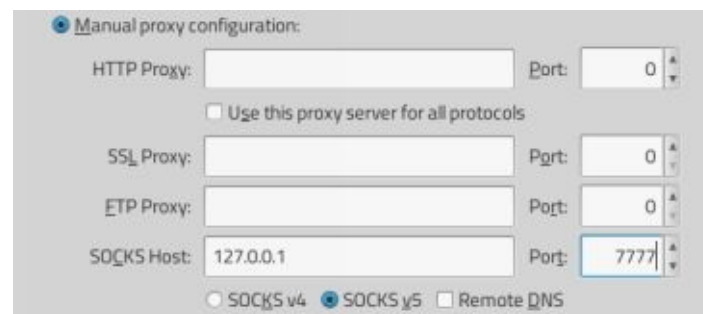 Manual proxy configuration:
HTTP Proxy: Port: 0
Use this proxy server for all protocols
SSL Proxy: Port: 0
FTP Proxy: Port: 0
SOCKS Host: 127.0.0.1 Port: 7777
SOCKS v4 SOCKS v5 Remote DNS